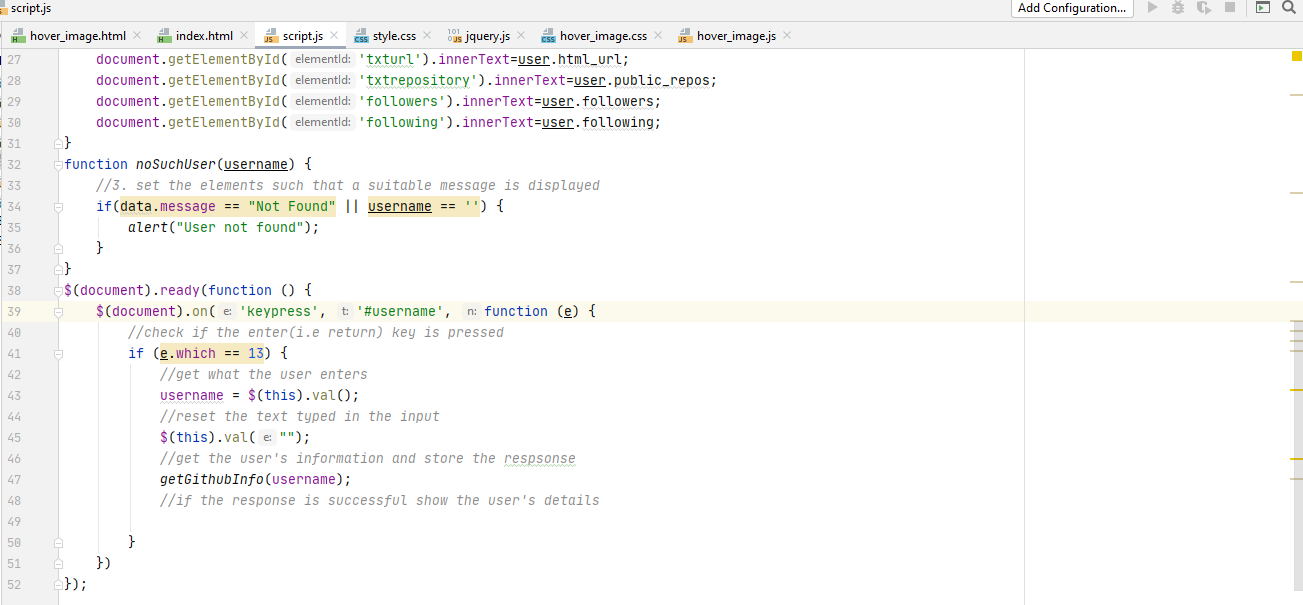 script.js
Add Configuration...
hover_image.html
index.html
script.js
style.css
jquery.js
hover_image.css
hover_image.js
27 document.getElementById( elementId: 'txturl').innerText=user.html_url;
28 document.getElementById( elementId: 'txtrepository').innerText=user.public_repos;
29 document.getElementById( elementId: 'followers').innerText=user.followers;
30 document.getElementById( elementId: 'following').innerText=user.following;
31 }
32 function noSuchUser(username) {
33 //3. set the elements such that a suitable message is displayed
34 if(data.message == "Not Found" || username == '') {
35 alert("User not found");
36 }
37 }
38 $(document).ready(function () {
39 $(document).on( e: 'keypress', t: '#username', n: function (e) {
40 //check if the enter(i.e return) key is pressed
41 if (e.which == 13) {
42 //get what the user enters
43 username = $(this).val();
44 //reset the text typed in the input
45 $(this).val( e: "");
46 //get the user's information and store the respsonse
47 getGithubInfo(username);
48 //if the response is successful show the user's details
49
50 }
51 })
52 });